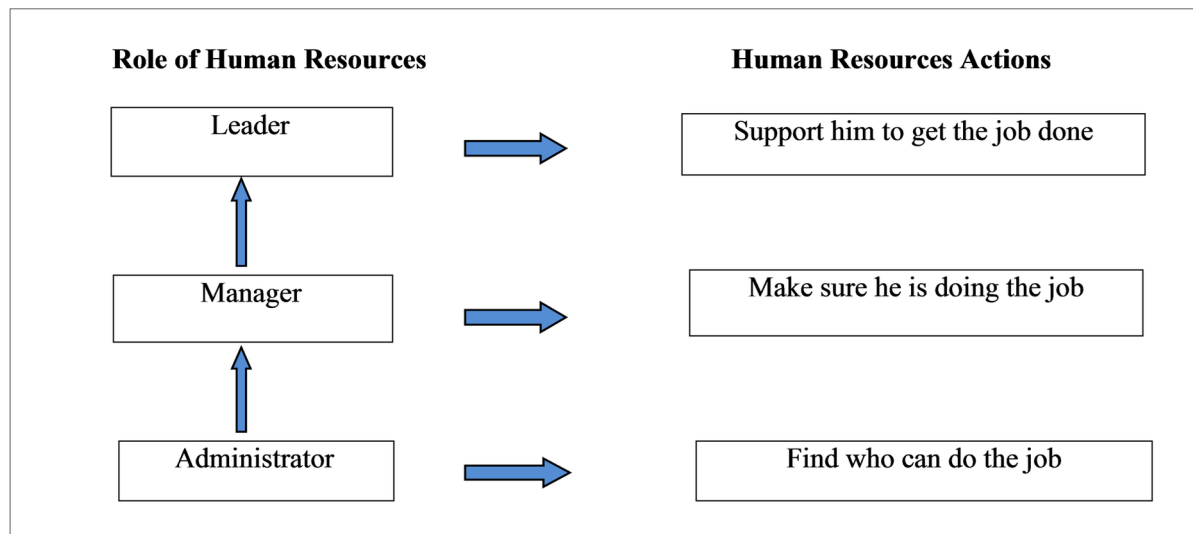 Role of Human Resources
Human Resources Actions
Leader
Support him to get the job done
Manager
Make sure he is doing the job
Administrator
Find who can do the job